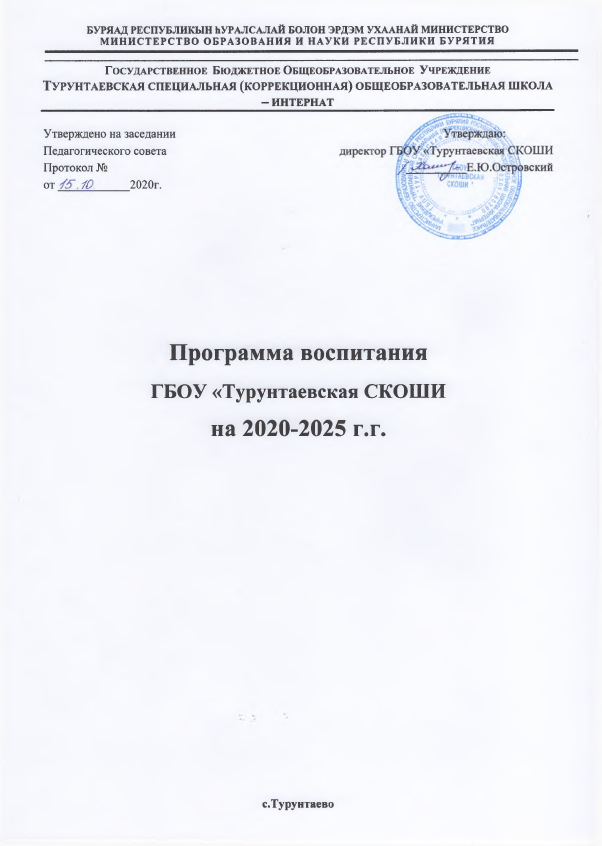 БУРЯАД РЕСПУБЛИКЫН hУРАЛСАЛАЙ БОЛОН ЭРДЭМ УХААНАЙ МИНИСТЕРСТВО
МИНИСТЕРСТВО ОБРАЗОВАНИЯ И НАУКИ РЕСПУБЛИКИ БУРЯТИЯ
ГОСУДАРСТВЕННОЕ БЮДЖЕТНОЕ ОБЩЕОБРАЗОВАТЕЛЬНОЕ УЧРЕЖДЕНИЕ
ТУРУНТАЕВСКАЯ СПЕЦИАЛЬНАЯ (КОРРЕКЦИОННАЯ) ОБЩЕОБРАЗОВАТЕЛЬНАЯ ШКОЛА
– ИНТЕРНАТ
Утверждено на заседании Утверждаю:
Педагогического совета директор ГБОУ «Турунтаевская СКОШИ
Протокол № Е.Ю.Островский
от 15.10 2020г.
Программа воспитания
ГБОУ «Турунтаевская СКОШИ
на 2020-2025 г.г.
с.Турунтаево